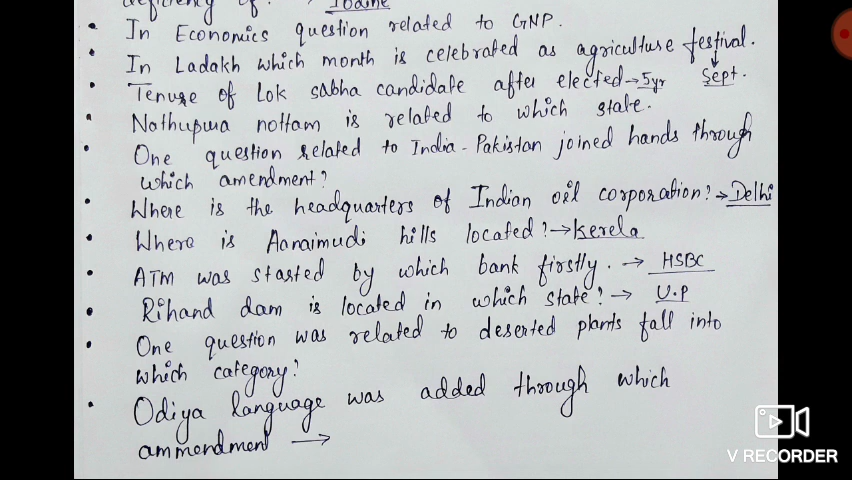 deficiency of. Iodine
• In Economics question related to GNP.
• In Ladakh which month is celebrated as agriculture festival.
↓
Sept.
• Tenure of Lok sabha candidate after elected → 5yr
• Nathupwa nottam is related to which state.
• One question related to India - Pakistan joined hands through
which amendment?
• Where is the headquarters of Indian oil corporation? → Delhi
• Where is Aanaimudi hills located? → Kerela
• ATM was started by which bank firstly. → HSBC
• Rihand dam is located in which state? → U.P
• One question was related to deserted plants fall into
which category?
• Odiya language was added through which
ammendment →
V RECORDER